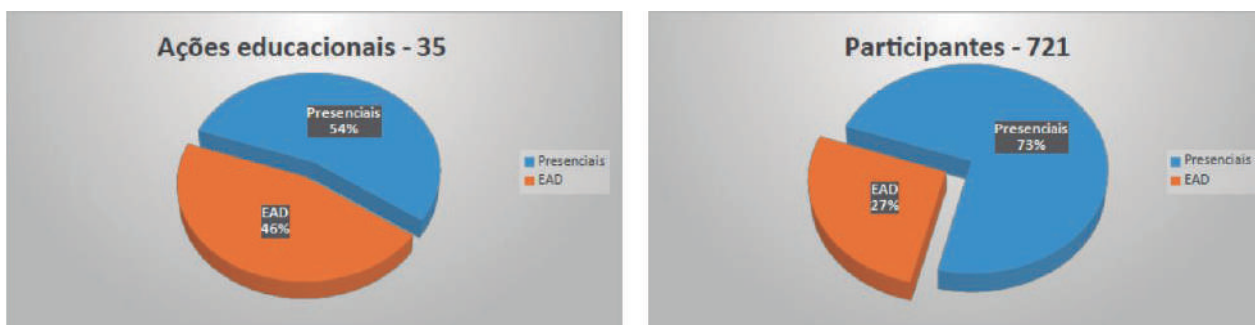 Ações educacionais - 35
Presenciais
54%
EAD
46%
Presenciais
EAD
Participantes - 721
Presenciais
73%
EAD
27%
Presenciais
EAD